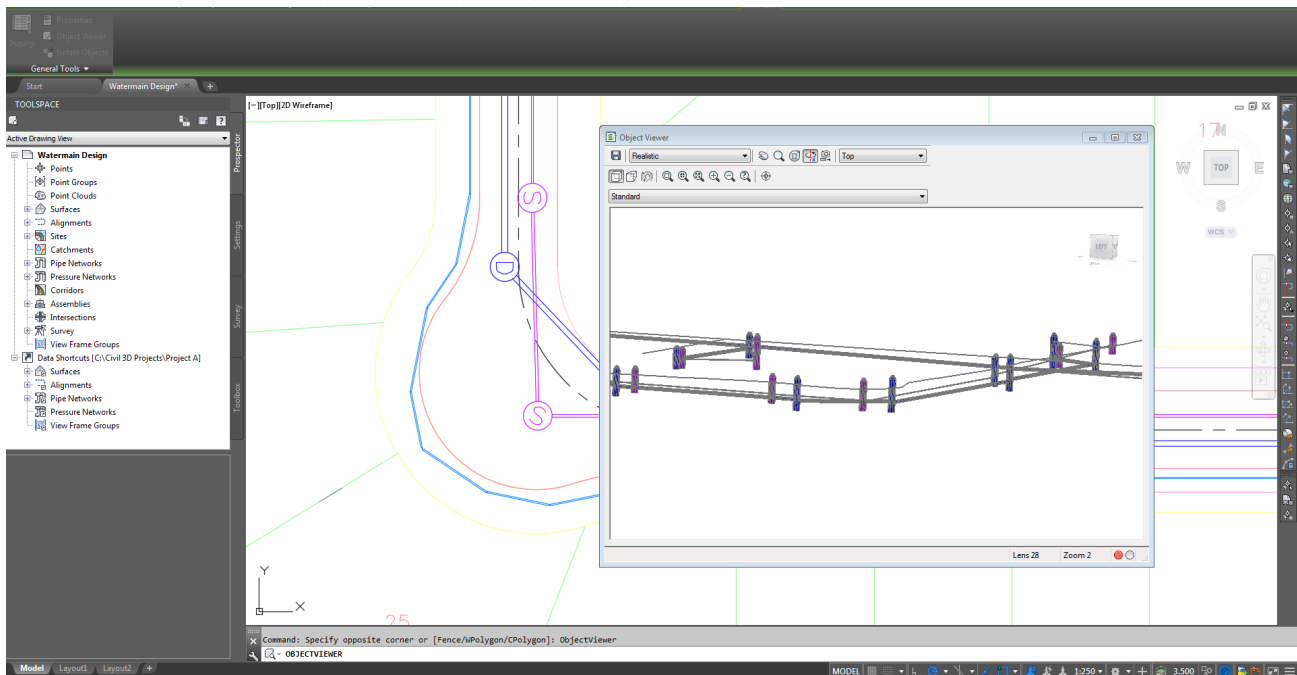 Properties
Object Viewer
Inquiry
Isolate Objects
General Tools
Start
Watermain Design*
TOOLSPACE
Active Drawing View
Watermain Design
Points
Point Groups
Point Clouds
Surfaces
Alignments
Sites
Catchments
Pipe Networks
Pressure Networks
Corridors
Assemblies
Intersections
Survey
View Frame Groups
Data Shortcuts [C:\Civil 3D Projects\Project A]
Surfaces
Alignments
Pipe Networks
Pressure Networks
View Frame Groups
Prospector
Settings
Survey
Toolbox
[−][Top][2D Wireframe]
S
D
S
25
Y
X
17
N
W
TOP
E
S
WCS
Object Viewer
Realistic
Top
Standard
LEFT
Lens 28
Zoom 2
Command: Specify opposite corner or [Fence/WPolygon/CPolygon]: ObjectViewer
OBJECTVIEWER
Model
Layout1
Layout2
+
MODEL
1:250
3.500